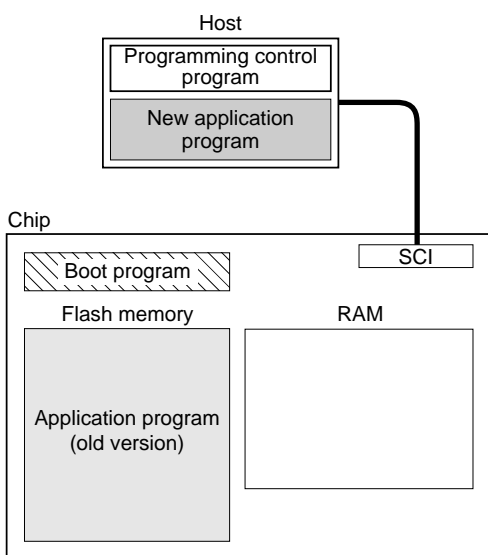 Host
Programming control
program
New application
program
Chip
SCI
Boot program
Flash memory
RAM
Application program
(old version)